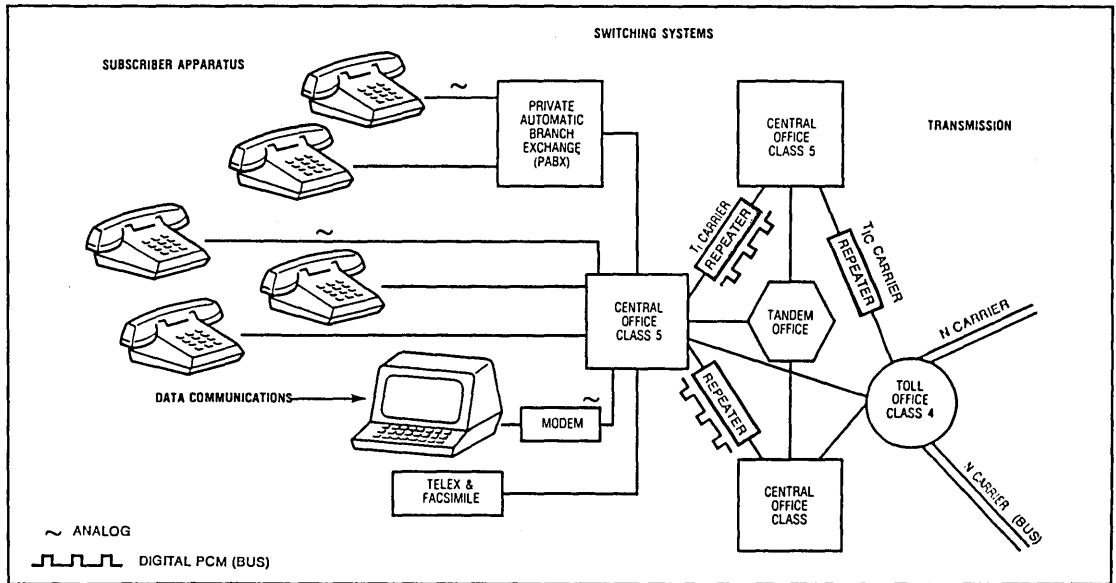 SWITCHING SYSTEMS
SUBSCRIBER APPARATUS
PRIVATE
AUTOMATIC
BRANCH
EXCHANGE
(PABX)
CENTRAL
OFFICE
CLASS 5
TRANSMISSION
T1 CARRIER
REPEATER
T1C CARRIER
REPEATER
CENTRAL
OFFICE
CLASS 5
TANDEM
OFFICE
N CARRIER
TOLL
OFFICE
CLASS 4
REPEATER
DATA COMMUNICATIONS
MODEM
TELEX &
FACSIMILE
CENTRAL
OFFICE
CLASS
N CARRIER (BUS)
~ ANALOG
DIGITAL PCM (BUS)